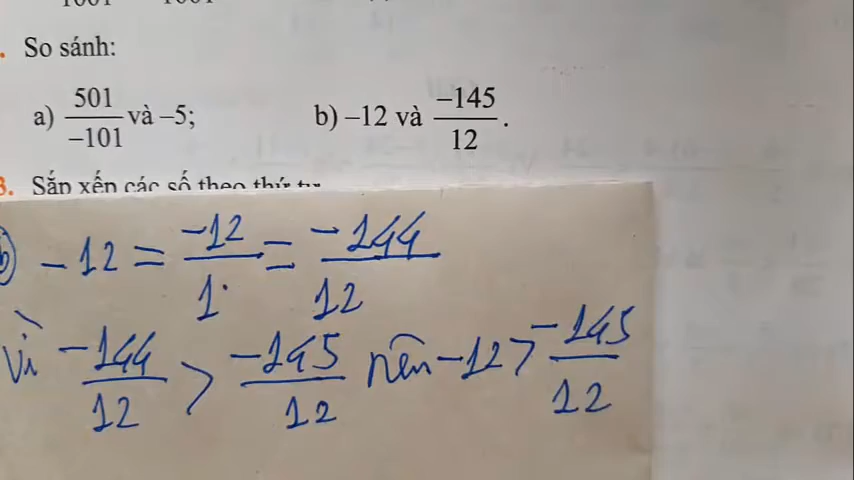 So sánh:
a) 501/-101 và –5; b) –12 và –145/12.
3. Sắp xếp các số theo thứ tự
b) -12 = -12/1 = -144/12
Vì -144/12 > -145/12 nên -12 > -145/12